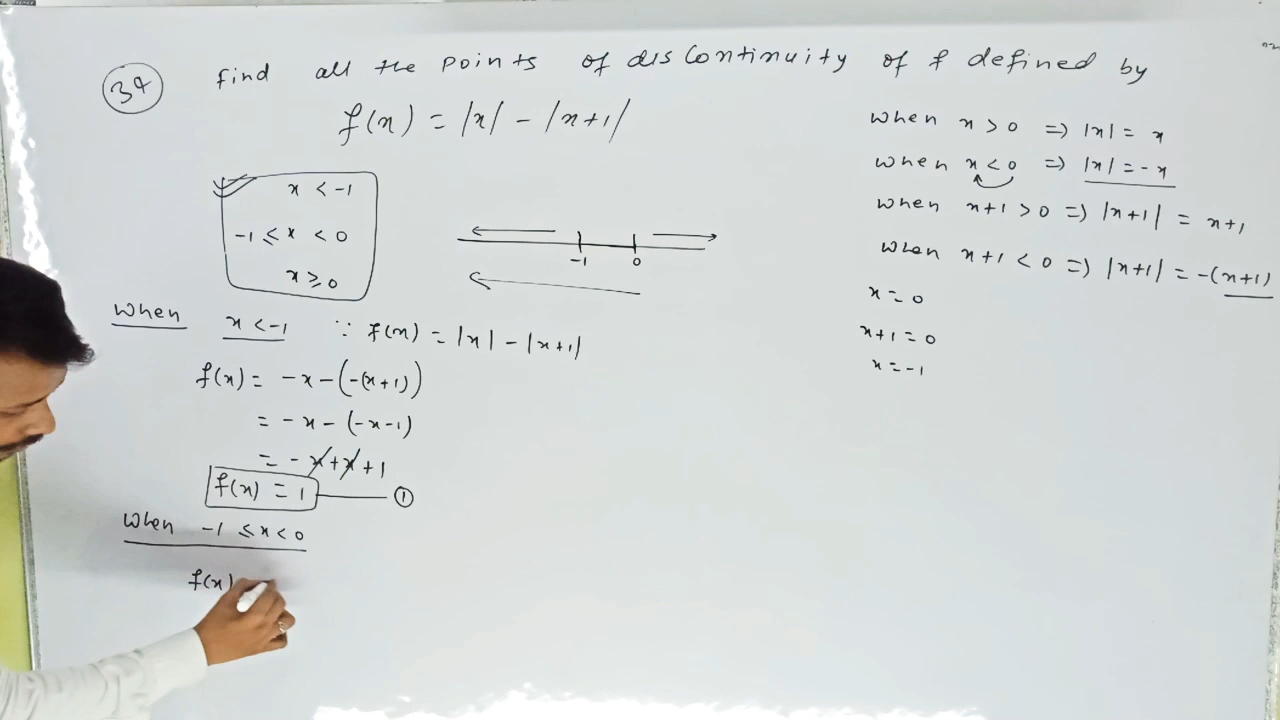 34 find all the points of discontinuity of f defined by
f(x) = |x| - |x+1|
x < -1
-1 ≤ x < 0
x ≥ 0
-1 0
when x < -1 ∵ f(x) = |x| - |x+1|
f(x) = -x - (-(x+1))
= -x - (-x-1)
= -x + x + 1
f(x) = 1 ①
when -1 ≤ x < 0
f(x)
when x > 0 => |x| = x
when x < 0 => |x| = -x
when x+1 > 0 => |x+1| = x+1
when x+1 < 0 => |x+1| = -(x+1)
x = 0
x+1 = 0
x = -1